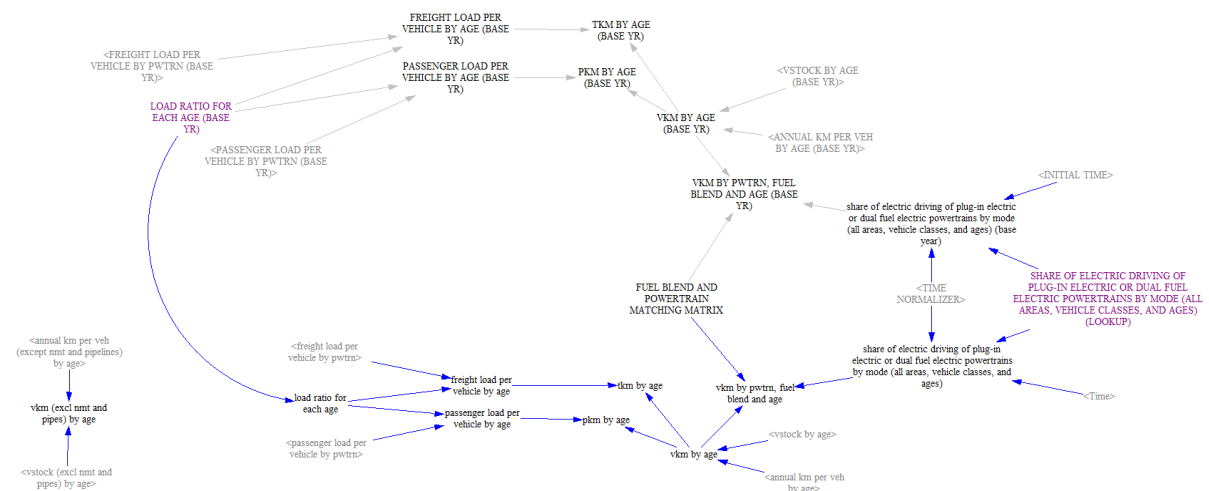 FREIGHT LOAD PER
VEHICLE BY AGE (BASE
YR)
TKM BY AGE
(BASE YR)
<FREIGHT LOAD PER
VEHICLE BY PWTRN (BASE
YR)>
PASSENGER LOAD PER
VEHICLE BY AGE (BASE
YR)
PKM BY AGE
(BASE YR)
<VSTOCK BY AGE
(BASE YR)>
LOAD RATIO FOR
EACH AGE (BASE
YR)
VKM BY AGE
(BASE YR)
<ANNUAL KM PER VEH
BY AGE (BASE YR)>
<PASSENGER LOAD PER
VEHICLE BY PWTRN (BASE
YR)>
VKM BY PWTRN, FUEL
BLEND AND AGE (BASE
YR)
<INITIAL TIME>
share of electric driving of plug-in electric
or dual fuel electric powertrains by mode
(all areas, vehicle classes, and ages) (base
year)
FUEL BLEND AND
POWERTRAIN
MATCHING MATRIX
<TIME
NORMALIZER>
SHARE OF ELECTRIC DRIVING OF
PLUG-IN ELECTRIC OR DUAL FUEL
ELECTRIC POWERTRAINS BY MODE (ALL
AREAS, VEHICLE CLASSES, AND AGES)
(LOOKUP)
<annual km per veh
(except nmt and pipelines)
by age>
<freight load per
vehicle by pwtrn>
share of electric driving of plug-in
electric or dual fuel electric powertrains
by mode (all areas, vehicle classes, and
ages)
freight load per
vehicle by age
tkm by age
vkm by pwtrn, fuel
blend and age
<Time>
load ratio for
each age
vkm (excl nmt and
pipes) by age
passenger load per
vehicle by age
pkm by age
<vstock by age>
<passenger load per
vehicle by pwtrn>
vkm by age
<vstock (excl nmt and
pipes) by age>
<annual km per veh
by age>